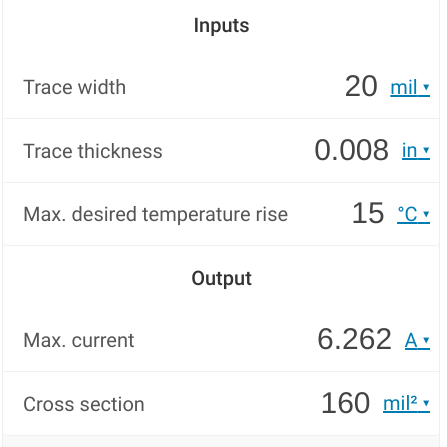 Inputs
Trace width 20 mil ▾
Trace thickness 0.008 in ▾
Max. desired temperature rise 15 °C ▾
Output
Max. current 6.262 A ▾
Cross section 160 mil² ▾